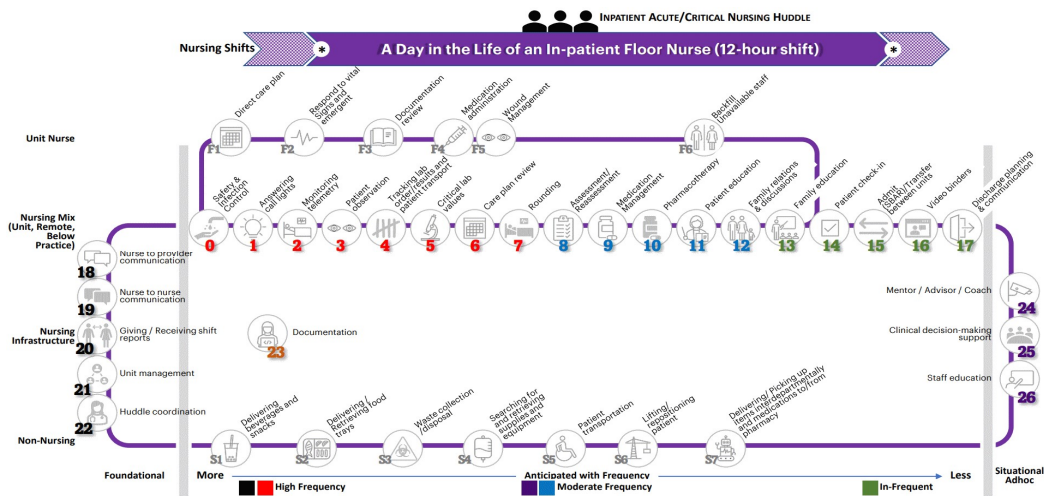 INPATIENT ACUTE/CRITICAL NURSING HUDDLE
Nursing Shifts
*
A Day in the Life of an In-patient Floor Nurse (12-hour shift)
*
Unit Nurse
F1
Direct care plan
F2
Respond to vital
Signs and
emergent
F3
Documentation
review
F4
Medication
administration
F5
Wound
Management
F6
Backfill
Unavailable staff
Nursing Mix
(Unit, Remote,
Below
Practice)
0
Safety &
Infection
Control
1
Answering
call lights
2
Monitoring
telemetry
3
Patient
observation
4
Tracking lab
order/results and
patient transport
5
Critical lab
values
6
Care plan review
7
Rounding
8
Assessment/
Reassessment
9
Medication
Management
10
Pharmacotherapy
11
Patient education
12
Family relations
& discussions
13
Family education
14
Patient check-in
15
Admit
(SBAR)/Transfer
between units
16
Video binders
17
Discharge planning
& communication
18
Nurse to provider
communication
19
Nurse to nurse
communication
Nursing
Infrastructure
20
Giving / Receiving shift
reports
21
Unit management
22
Huddle coordination
23
Documentation
Mentor / Advisor / Coach
24
Clinical decision-making
support
25
Staff education
26
Non-Nursing
S1
Delivering
beverages and
snacks
S2
Delivering /
Retrieving food
trays
S3
Waste collection
/disposal
S4
Searching for
and retrieving
supplies and
equipment
S5
Patient
transportation
S6
Lifting/
repositioning
patient
S7
Delivering/ Picking up
items interdepartmentally
and medications to/from
pharmacy
Foundational
More
Anticipated with Frequency
Less
Situational
Adhoc
High Frequency
Moderate Frequency
In-Frequent